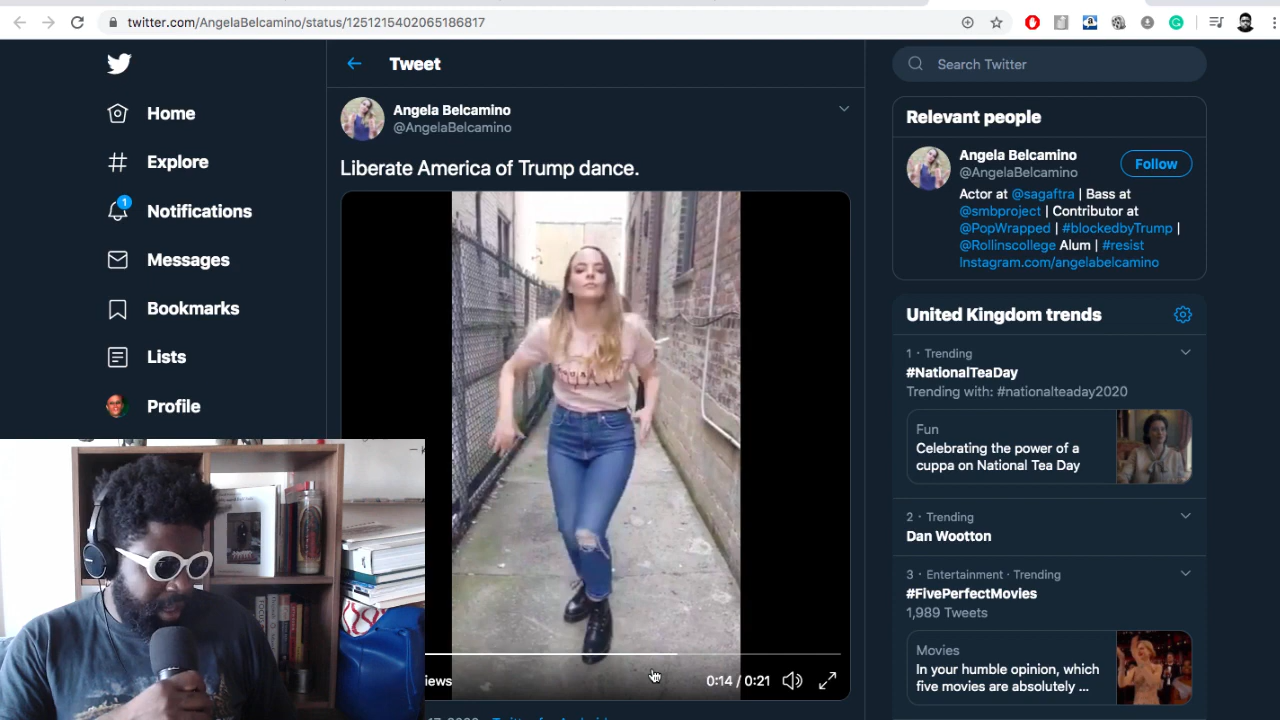 twitter.com/AngelaBelcamino/status/1251215402065186817
Home
Explore
1
Notifications
Messages
Bookmarks
Lists
Profile
Tweet
Angela Belcamino
@AngelaBelcamino
Liberate America of Trump dance.
iews
0:14 / 0:21
Search Twitter
Relevant people
Angela Belcamino
@AngelaBelcamino
Follow
Actor at @sagaftra | Bass at
@smbproject | Contributor at
@PopWrapped | #blockedbyTrump |
@Rollinscollege Alum | #resist
Instagram.com/angelabelcamino
United Kingdom trends
1 · Trending
#NationalTeaDay
Trending with: #nationalteaday2020
Fun
Celebrating the power of a
cuppa on National Tea Day
2 · Trending
Dan Wootton
3 · Entertainment · Trending
#FivePerfectMovies
1,989 Tweets
Movies
In your humble opinion, which
five movies are absolutely ...